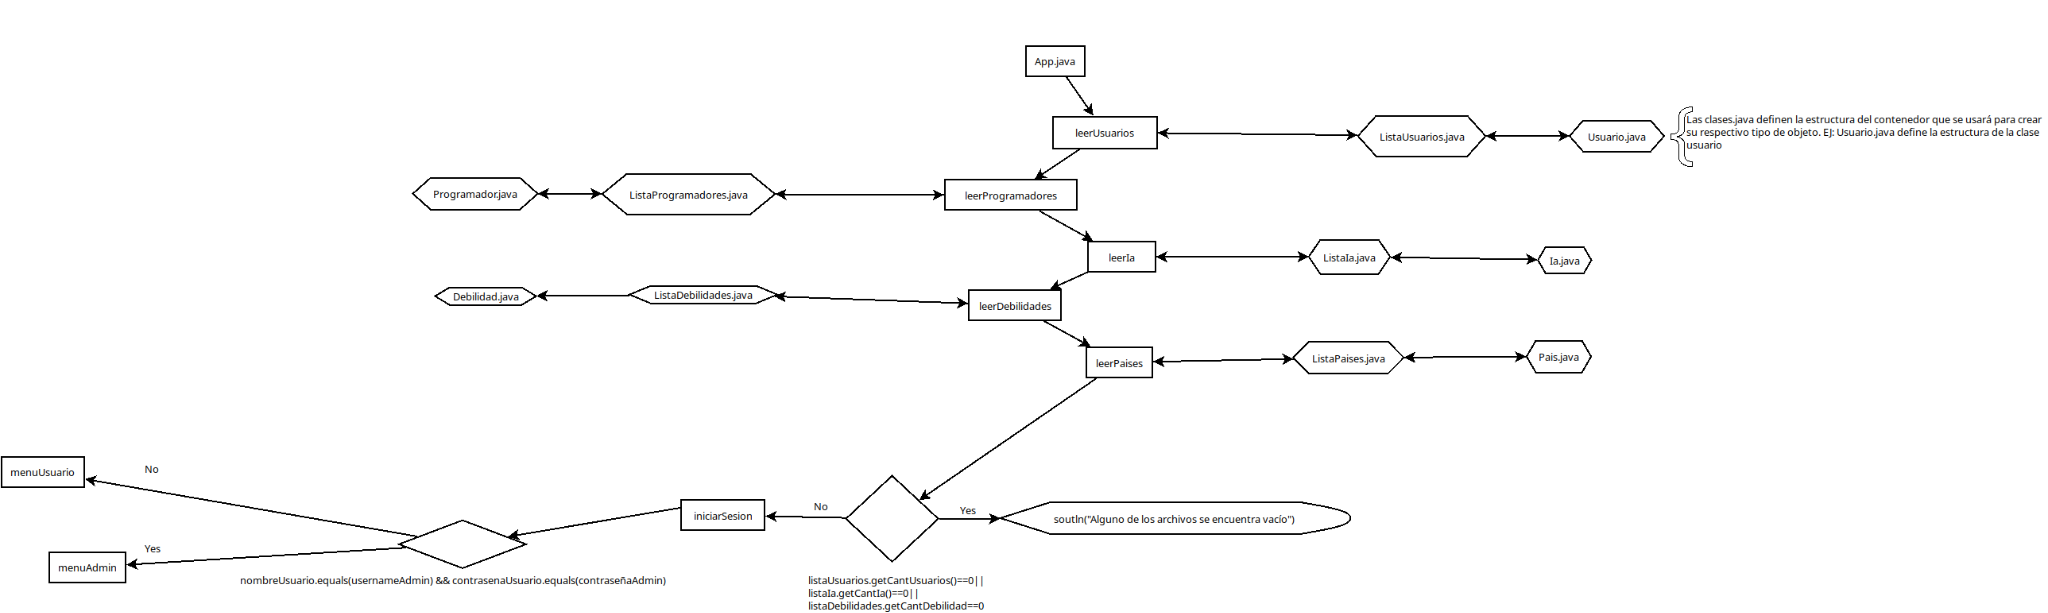 App.java
leerUsuarios
ListaUsuarios.java
Usuario.java
Las clases.java definen la estructura del contenedor que se usará para crear
su respectivo tipo de objeto. EJ: Usuario.java define la estructura de la clase
usuario
Programador.java
ListaProgramadores.java
leerProgramadores
leerIa
ListaIa.java
Ia.java
Debilidad.java
ListaDebilidades.java
leerDebilidades
leerPaises
ListaPaises.java
Pais.java
menuUsuario
No
iniciarSesion
No
Yes
soutln("Alguno de los archivos se encuentra vacío")
Yes
menuAdmin
nombreUsuario.equals(usernameAdmin) && contrasenaUsuario.equals(contraseñaAdmin)
listaUsuarios.getCantUsuarios()==0||
listaIa.getCantIa()==0||
listaDebilidades.getCantDebilidad==0